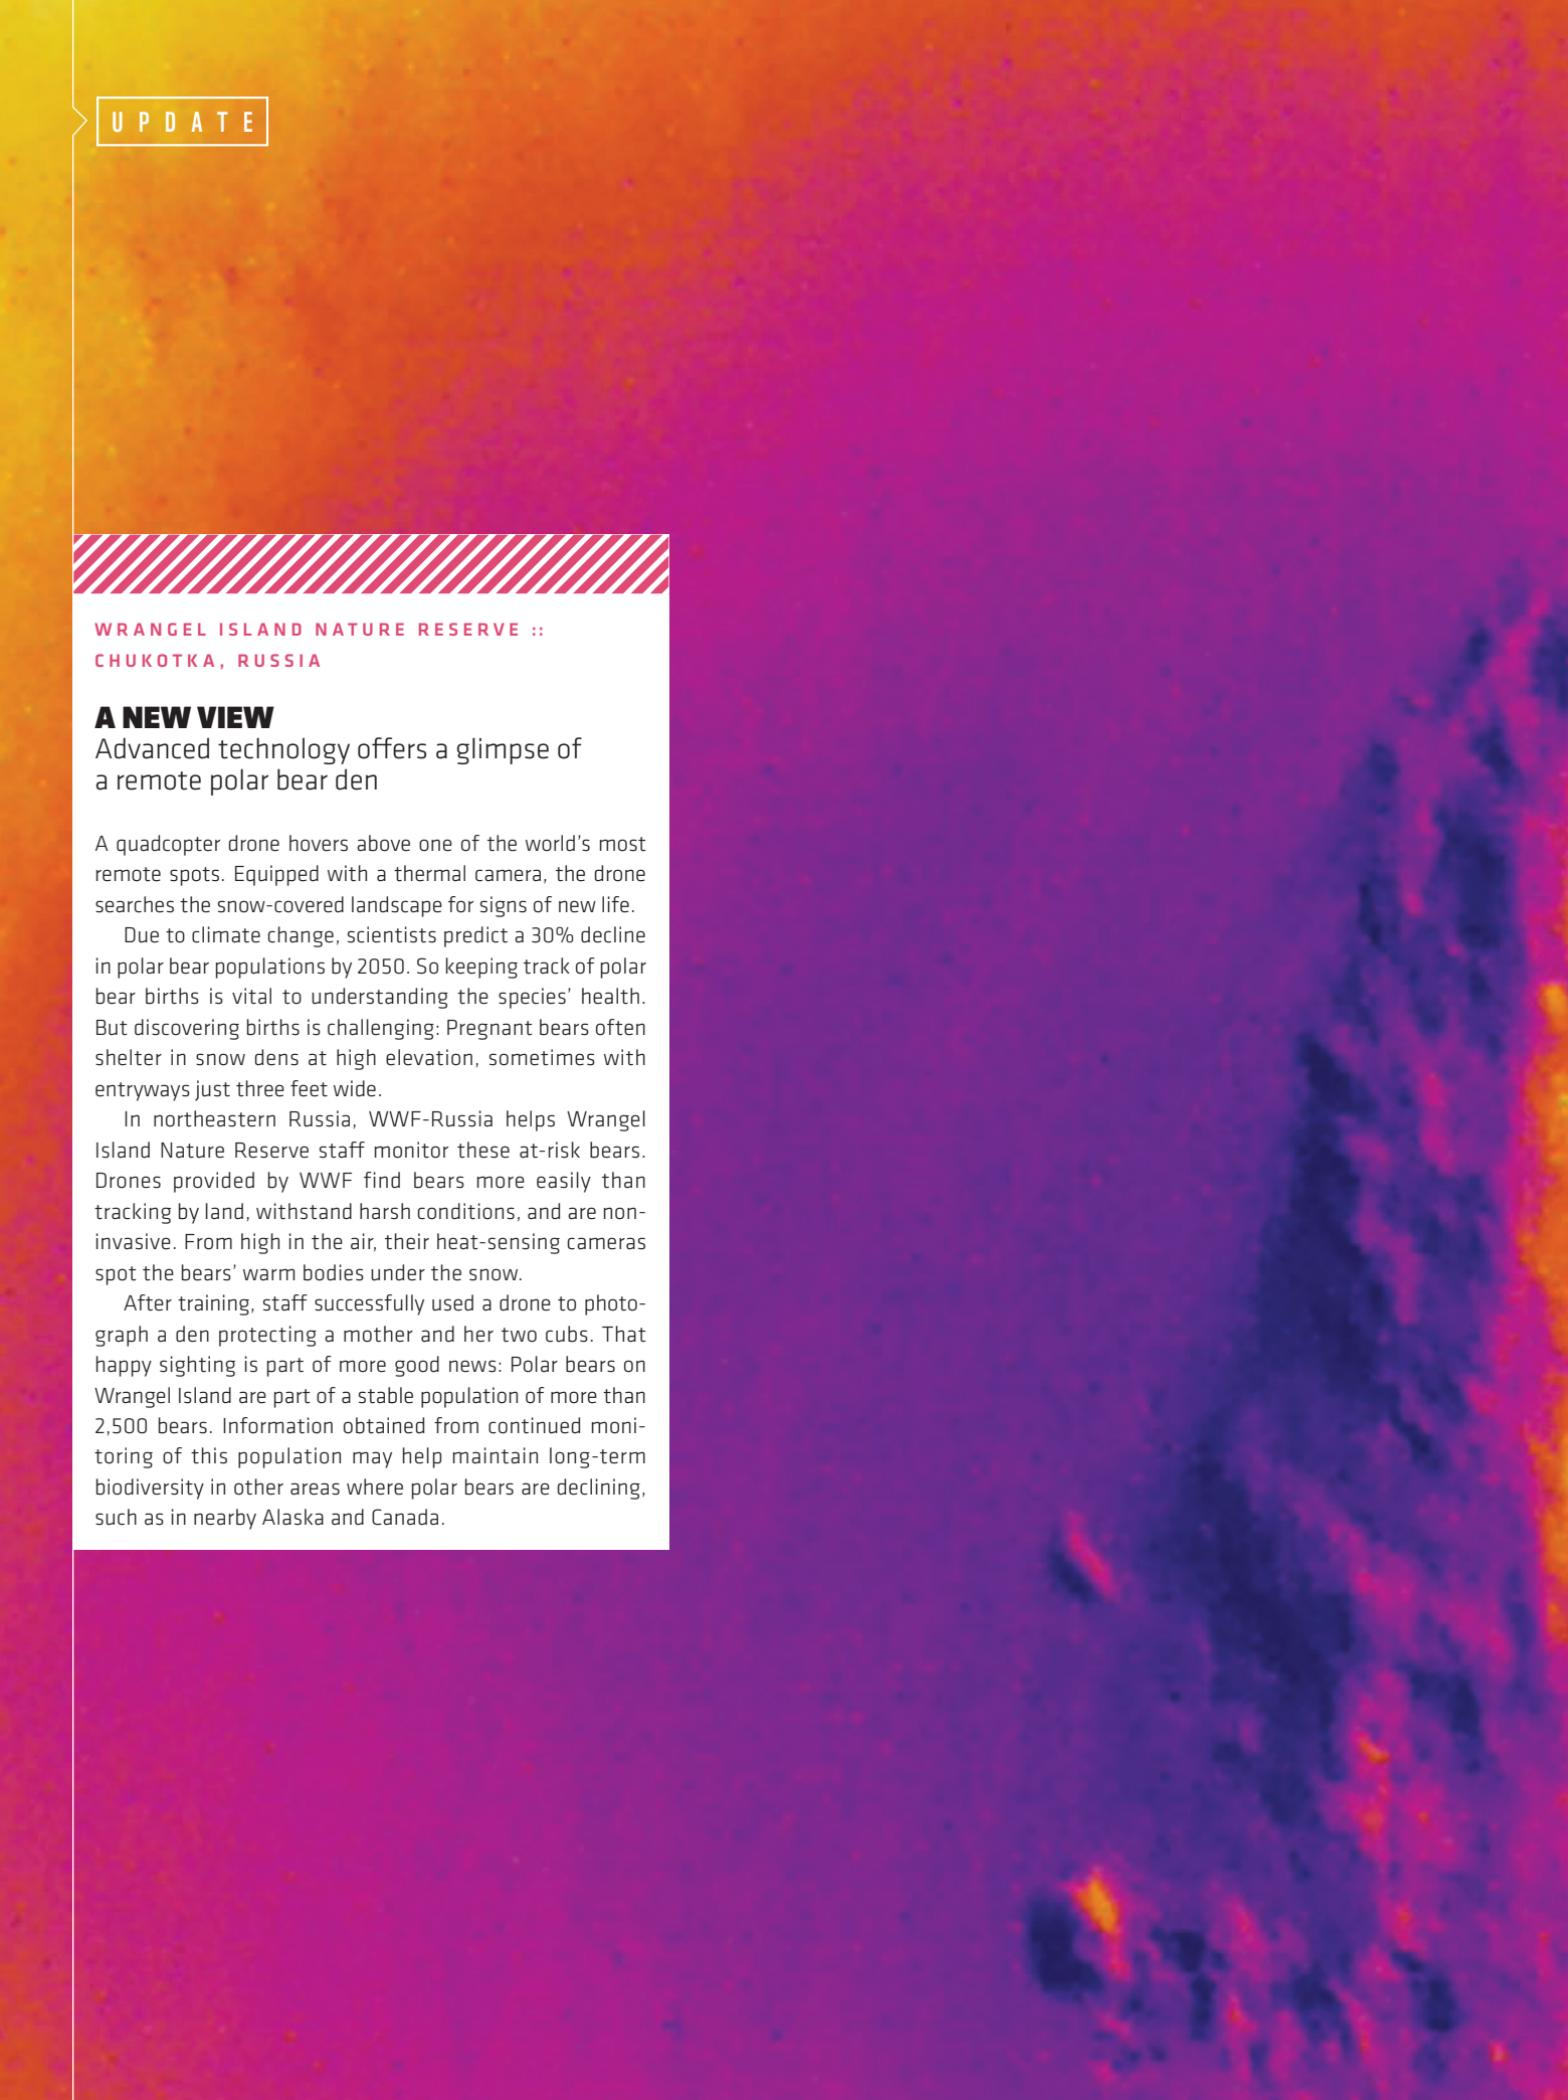 UPDATE
WRANGEL ISLAND NATURE RESERVE ::
CHUKOTKA, RUSSIA
A NEW VIEW
Advanced technology offers a glimpse of
a remote polar bear den
A quadcopter drone hovers above one of the world's most
remote spots. Equipped with a thermal camera, the drone
searches the snow-covered landscape for signs of new life.
Due to climate change, scientists predict a 30% decline
in polar bear populations by 2050. So keeping track of polar
bear births is vital to understanding the species' health.
But discovering births is challenging: Pregnant bears often
shelter in snow dens at high elevation, sometimes with
entryways just three feet wide.
In northeastern Russia, WWF-Russia helps Wrangel
Island Nature Reserve staff monitor these at-risk bears.
Drones provided by WWF find bears more easily than
tracking by land, withstand harsh conditions, and are non-
invasive. From high in the air, their heat-sensing cameras
spot the bears' warm bodies under the snow.
After training, staff successfully used a drone to photo-
graph a den protecting a mother and her two cubs. That
happy sighting is part of more good news: Polar bears on
Wrangel Island are part of a stable population of more than
2,500 bears. Information obtained from continued moni-
toring of this population may help maintain long-term
biodiversity in other areas where polar bears are declining,
such as in nearby Alaska and Canada.